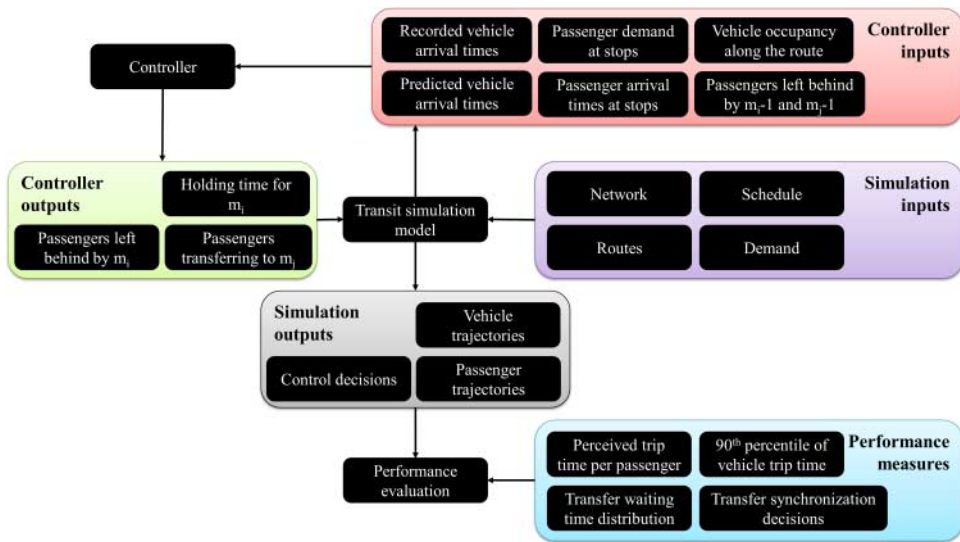 Controller
Recorded vehicle
arrival times
Passenger demand
at stops
Vehicle occupancy
along the route
Controller
inputs
Predicted vehicle
arrival times
Passenger arrival
times at stops
Passengers left behind
by mi-1 and mj-1
Controller
outputs
Holding time for
mi
Passengers left
behind by mi
Passengers
transferring to mj
Transit simulation
model
Network
Schedule
Simulation
inputs
Routes
Demand
Simulation
outputs
Vehicle
trajectories
Control decisions
Passenger
trajectories
Performance
evaluation
Perceived trip
time per passenger
90th percentile of
vehicle trip time
Performance
measures
Transfer waiting
time distribution
Transfer synchronization
decisions